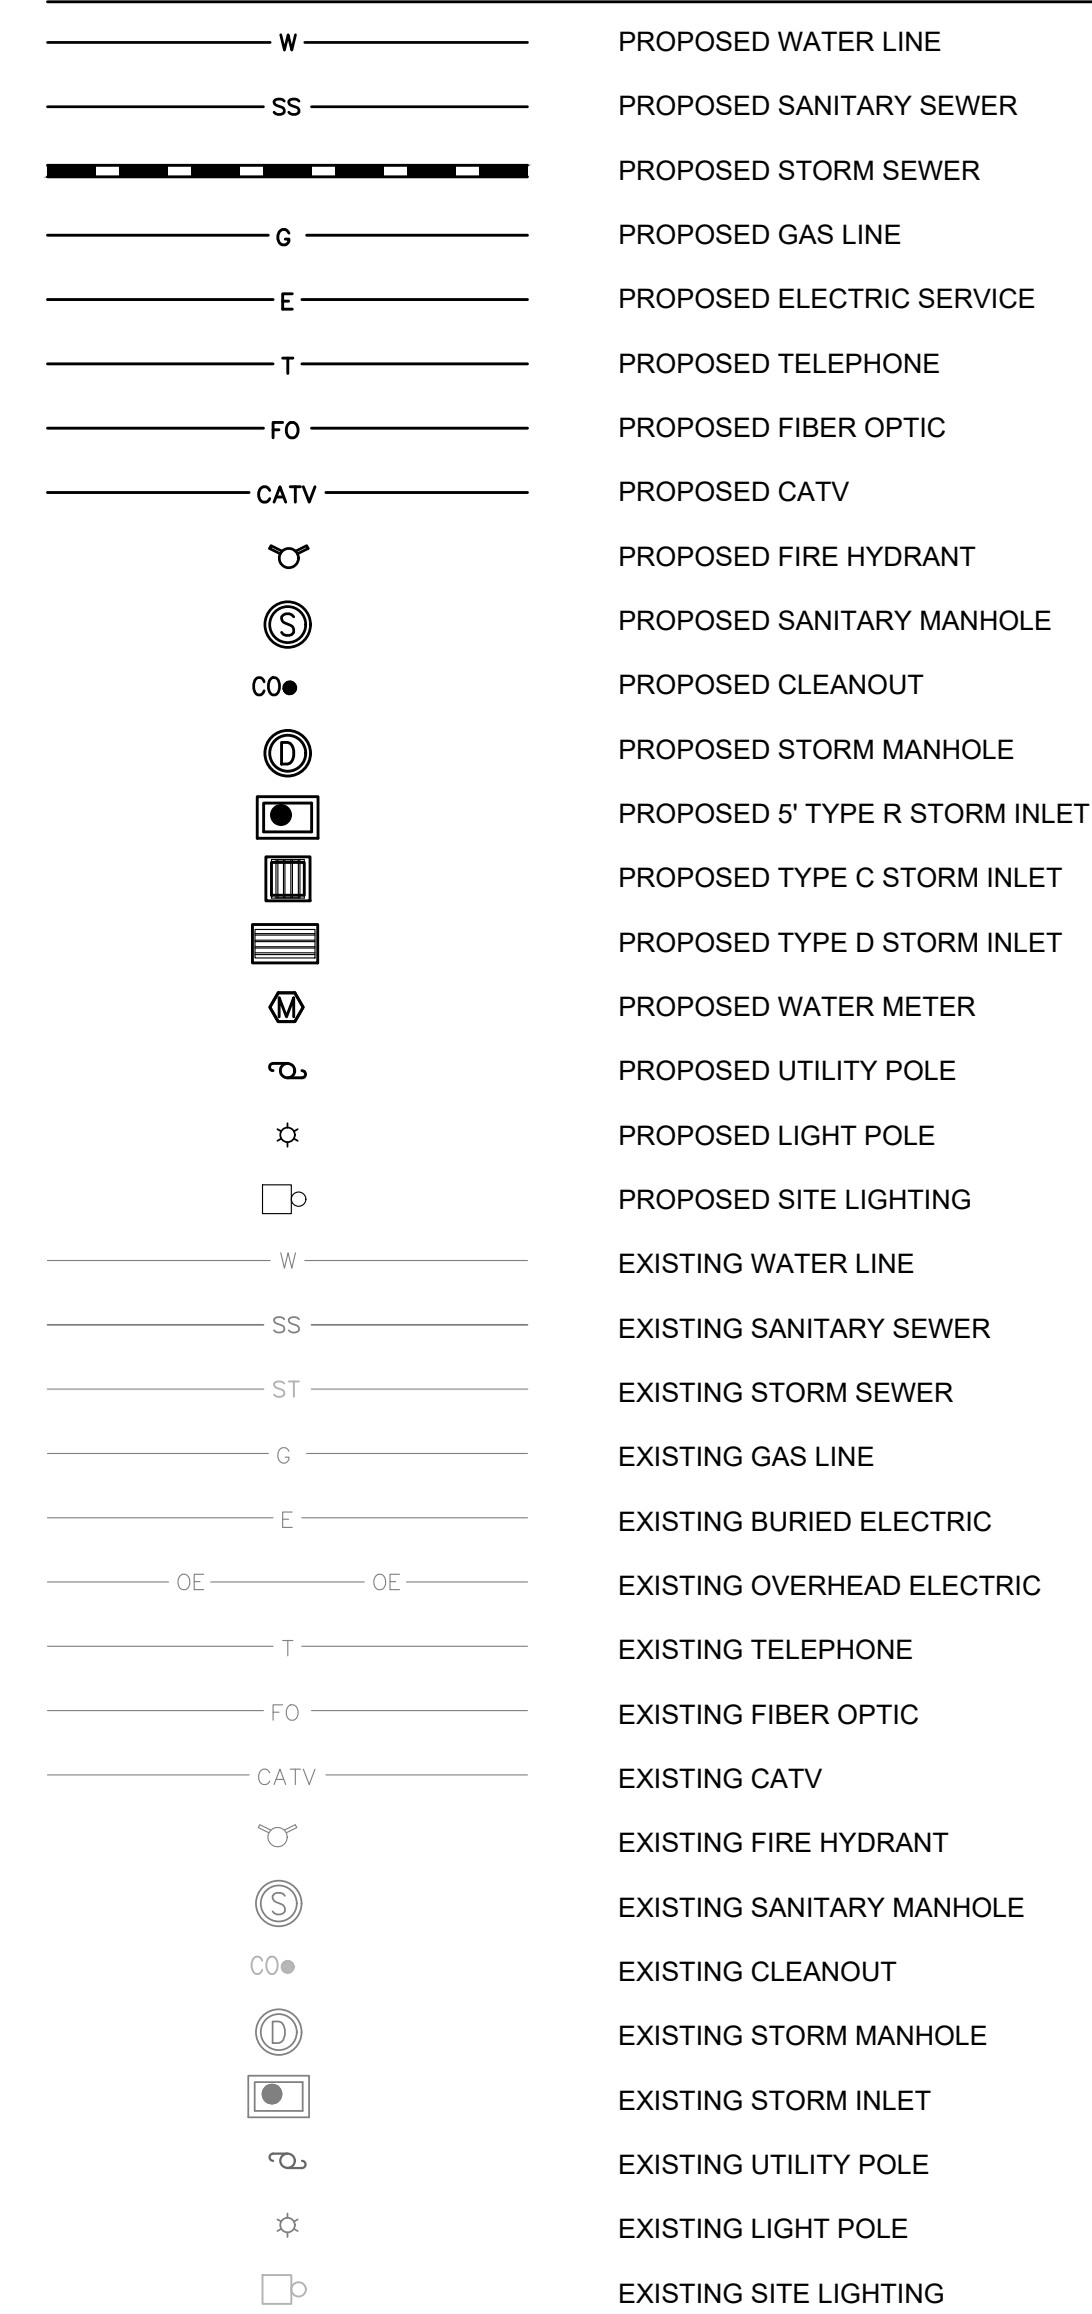 W PROPOSED WATER LINE
SS PROPOSED SANITARY SEWER
PROPOSED STORM SEWER
G PROPOSED GAS LINE
E PROPOSED ELECTRIC SERVICE
T PROPOSED TELEPHONE
FO PROPOSED FIBER OPTIC
CATV PROPOSED CATV
PROPOSED FIRE HYDRANT
S PROPOSED SANITARY MANHOLE
CO PROPOSED CLEANOUT
D PROPOSED STORM MANHOLE
PROPOSED 5' TYPE R STORM INLET
PROPOSED TYPE C STORM INLET
PROPOSED TYPE D STORM INLET
M PROPOSED WATER METER
PROPOSED UTILITY POLE
PROPOSED LIGHT POLE
PROPOSED SITE LIGHTING
W EXISTING WATER LINE
SS EXISTING SANITARY SEWER
ST EXISTING STORM SEWER
G EXISTING GAS LINE
E EXISTING BURIED ELECTRIC
OE OE EXISTING OVERHEAD ELECTRIC
T EXISTING TELEPHONE
FO EXISTING FIBER OPTIC
CATV EXISTING CATV
EXISTING FIRE HYDRANT
S EXISTING SANITARY MANHOLE
CO EXISTING CLEANOUT
D EXISTING STORM MANHOLE
EXISTING STORM INLET
EXISTING UTILITY POLE
EXISTING LIGHT POLE
EXISTING SITE LIGHTING